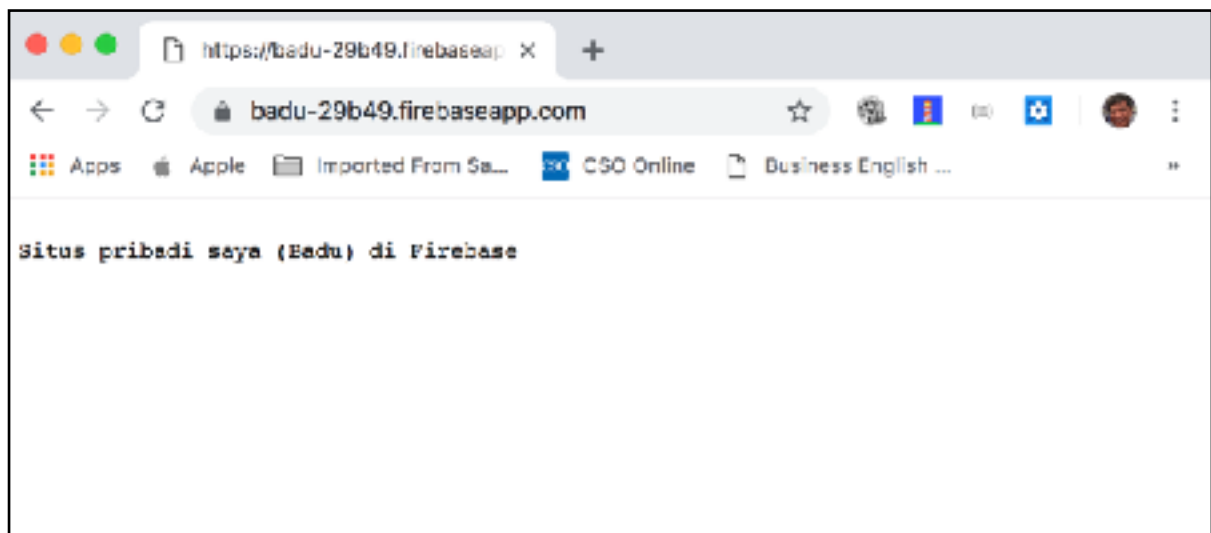 https://badu-29b49.firebaseap
badu-29b49.firebaseapp.com
Apps Apple Imported From Sa... CSO Online Business English ...
Situs pribadi saya (Badu) di Firebase